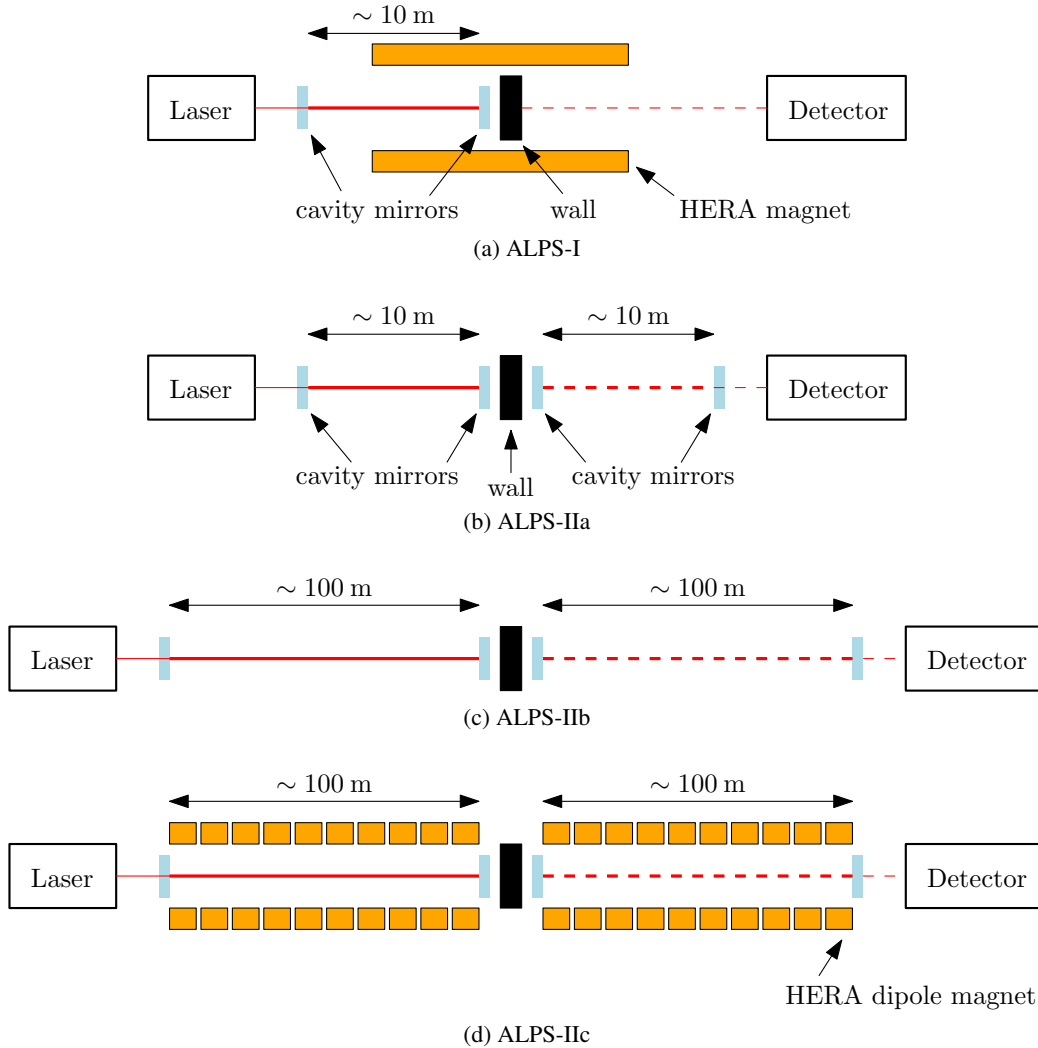 ∼ 10 m
Laser
Detector
cavity mirrors
wall
HERA magnet
(a) ALPS-I
∼ 10 m
∼ 10 m
Laser
Detector
cavity mirrors
wall
cavity mirrors
(b) ALPS-IIa
∼ 100 m
∼ 100 m
Laser
Detector
(c) ALPS-IIb
∼ 100 m
∼ 100 m
Laser
Detector
HERA dipole magnet
(d) ALPS-IIc